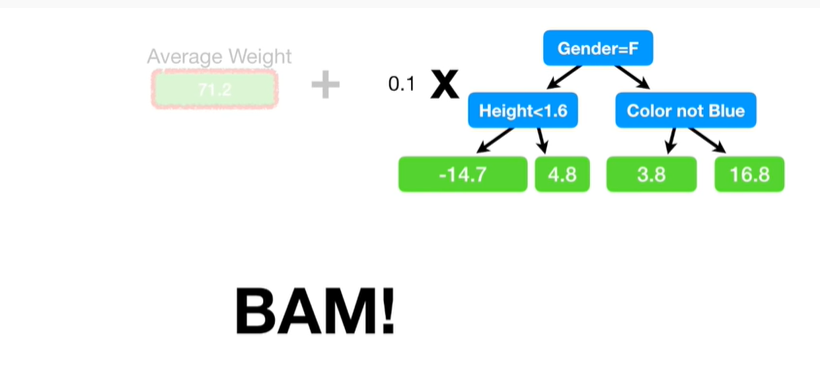 Average Weight
71.2
+
0.1 X
Gender=F
Height<1.6
Color not Blue
-14.7
4.8
3.8
16.8
BAM!